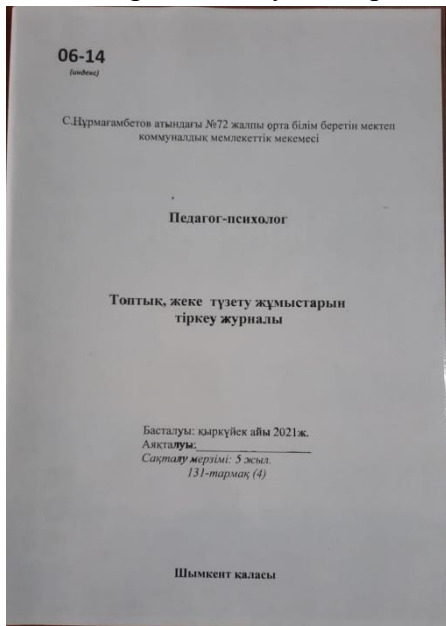 06-14
(индекс)
С.Нұрмағамбетов атындағы №72 жалпы орта білім беретін мектеп
коммуналдық мемлекеттік мекемесі
Педагог-психолог
Топтық, жеке түзету жұмыстарын
тіркеу журналы
Басталуы: қыркүйек айы 2021ж.
Аяқталуы:
Сақталу мерзімі: 5 жыл.
131-тармақ (4)
Шымкент қаласы